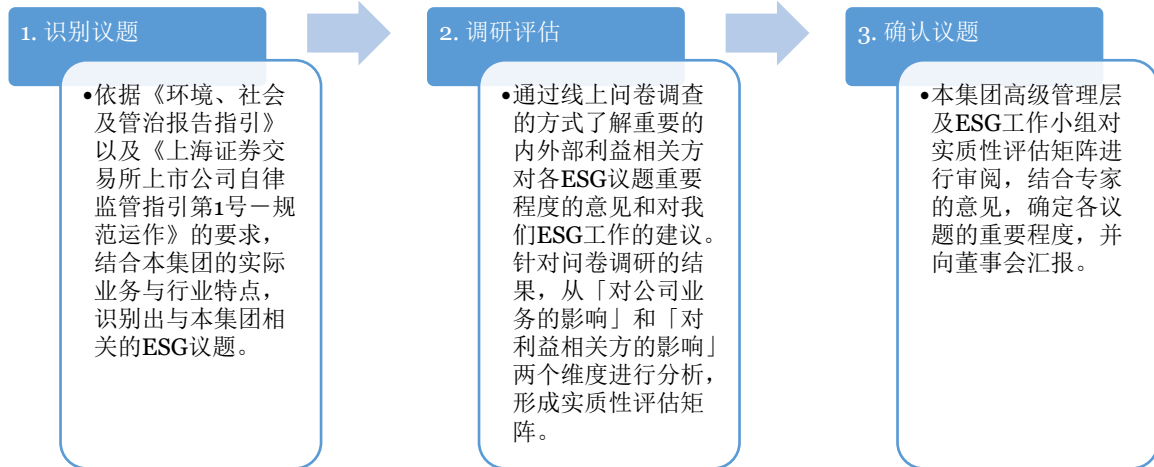 1. 识别议题
•依据《环境、社会
及管治报告指引》
以及《上海证券交
易所上市公司自律
监管指引第1号－规
范运作》的要求，
结合本集团的实际
业务与行业特点，
识别出与本集团相
关的ESG议题。
2. 调研评估
•通过线上问卷调查
的方式了解重要的
内外部利益相关方
对各ESG议题重要
程度的意见和对我
们ESG工作的建议。
针对问卷调研的结
果，从「对公司业
务的影响」和「对
利益相关方的影响」
两个维度进行分析，
形成实质性评估矩
阵。
3. 确认议题
•本集团高级管理层
及ESG工作小组对
实质性评估矩阵进
行审阅，结合专家
的意见，确定各议
题的重要程度，并
向董事会汇报。